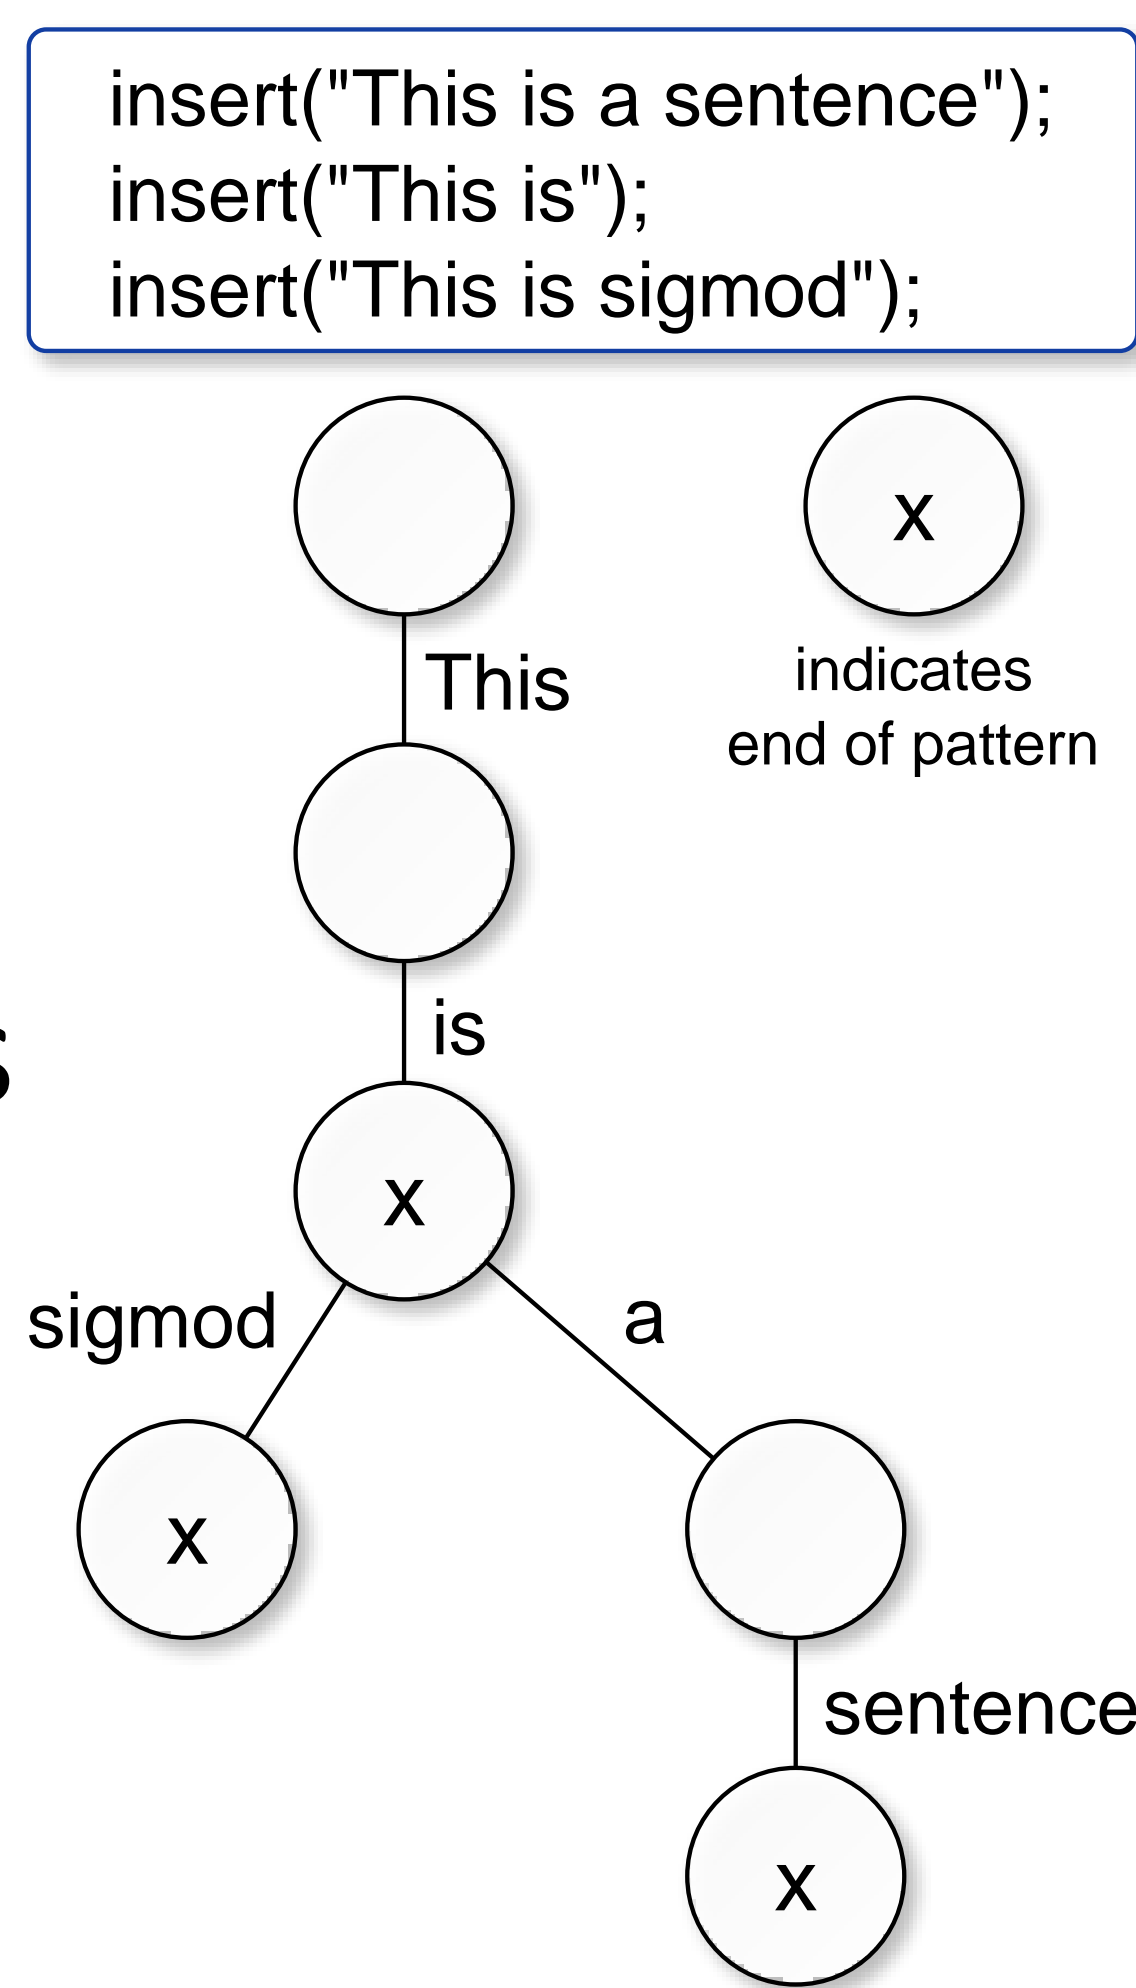 insert("This is a sentence");
insert("This is");
insert("This is sigmod");
x
This
indicates
end of pattern
is
x
sigmod
a
x
sentence
x